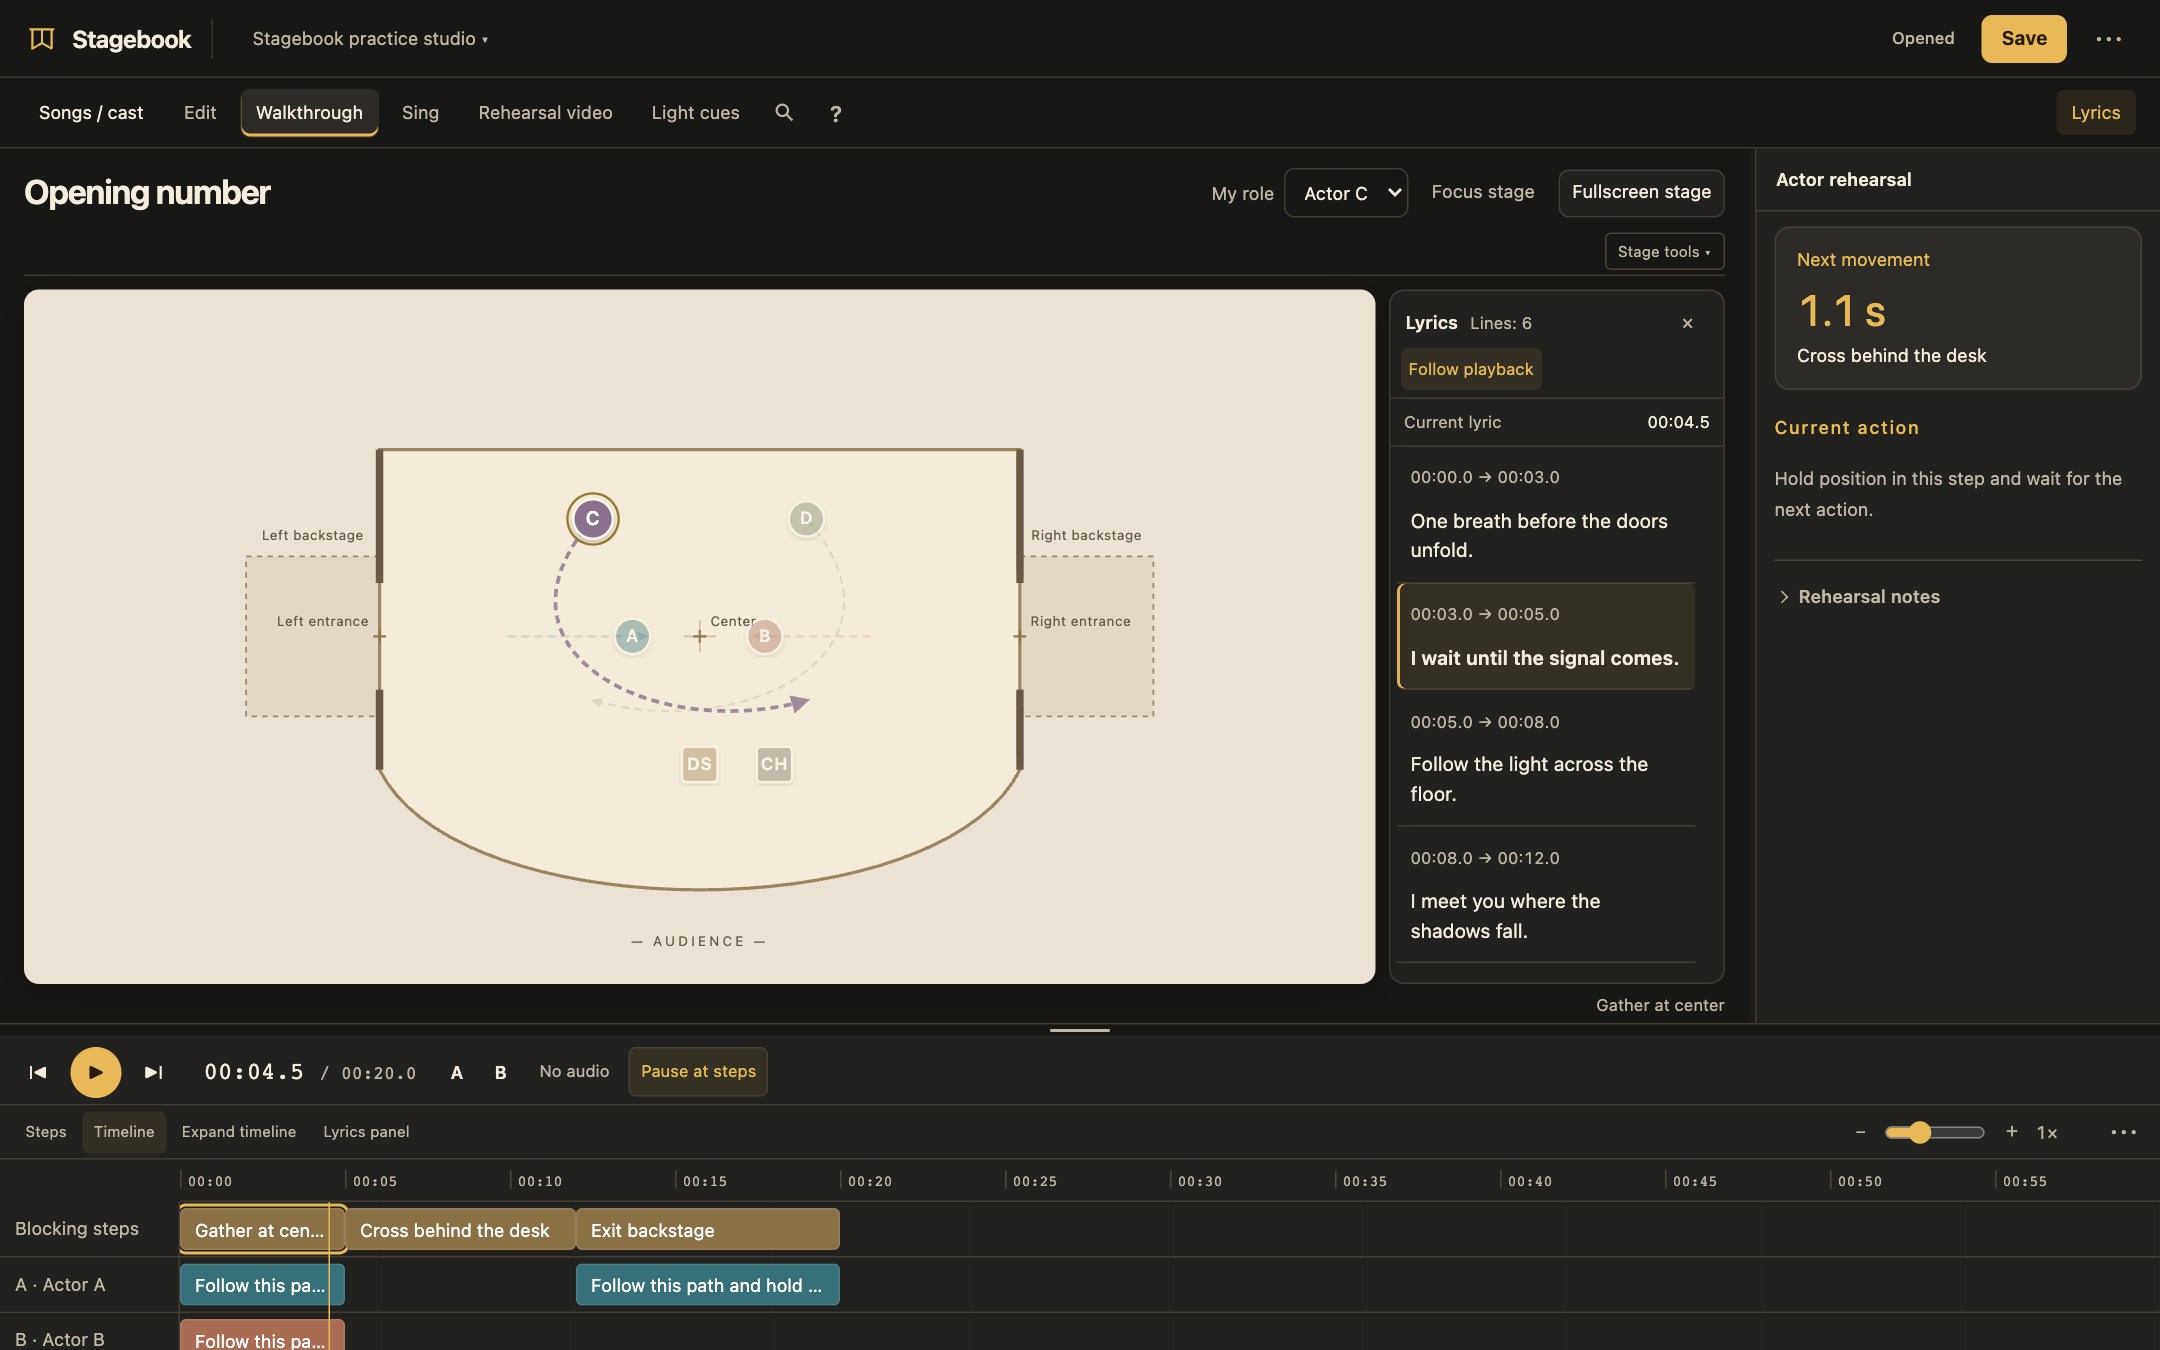 Stagebook
Stagebook practice studio ▾
Opened
Save
Songs / cast
Edit
Walkthrough
Sing
Rehearsal video
Light cues
?
Lyrics
Opening number
My role
Actor C
Focus stage
Fullscreen stage
Stage tools ▾
Actor rehearsal
Next movement
1.1 s
Cross behind the desk
Current action
Hold position in this step and wait for the
next action.
Rehearsal notes
C
D
Left backstage
Right backstage
Left entrance
A
Center
B
Right entrance
DS
CH
— AUDIENCE —
Lyrics
Lines: 6
×
Follow playback
Current lyric
00:04.5
00:00.0 → 00:03.0
One breath before the doors
unfold.
00:03.0 → 00:05.0
I wait until the signal comes.
00:05.0 → 00:08.0
Follow the light across the
floor.
00:08.0 → 00:12.0
I meet you where the
shadows fall.
Gather at center
00:04.5 / 00:20.0
A
B
No audio
Pause at steps
Steps
Timeline
Expand timeline
Lyrics panel
−
+
1×
00:00
00:05
00:10
00:15
00:20
00:25
00:30
00:35
00:40
00:45
00:50
00:55
Blocking steps
Gather at cen...
Cross behind the desk
Exit backstage
A · Actor A
Follow this pa...
Follow this path and hold ...
B · Actor B
Follow this pa...